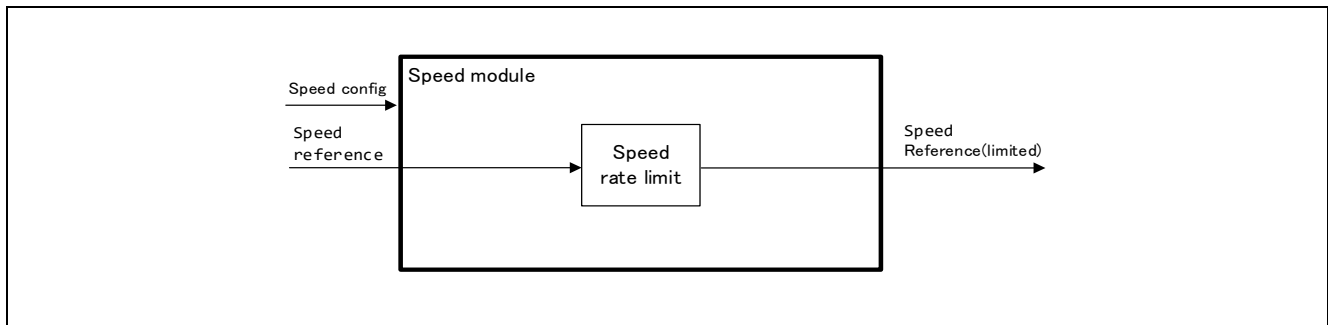 Speed module
Speed config
Speed
reference
Speed
rate limit
Speed
Reference(limited)